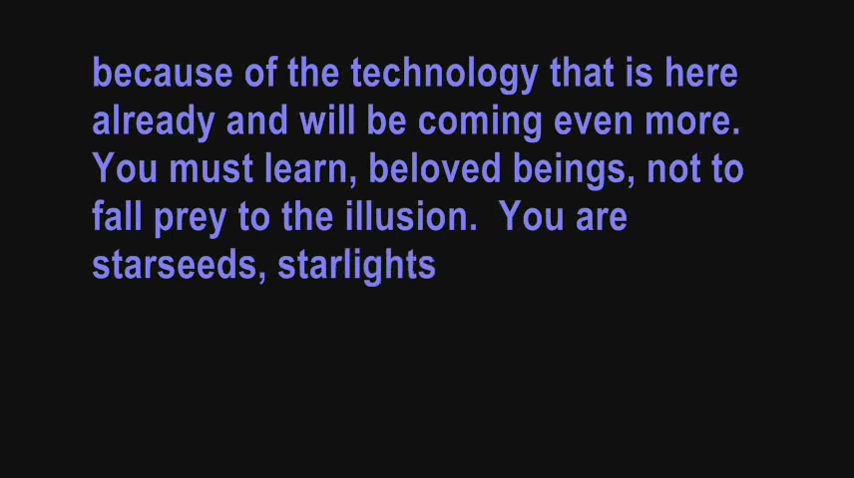 because of the technology that is here
already and will be coming even more.
You must learn, beloved beings, not to
fall prey to the illusion.  You are
starseeds, starlights